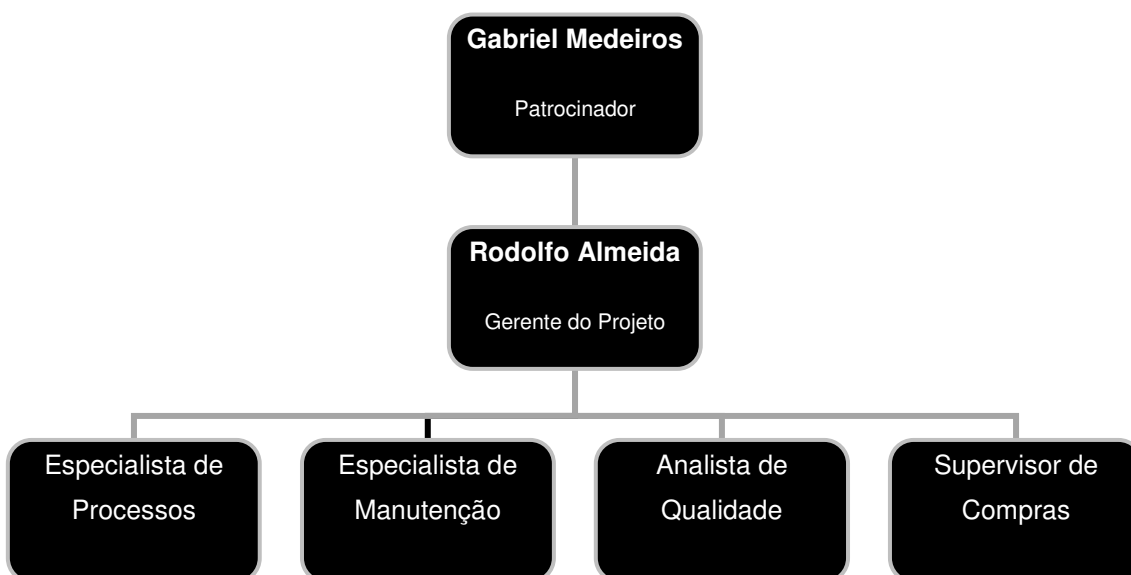 Gabriel Medeiros
Patrocinador
Rodolfo Almeida
Gerente do Projeto
Especialista de
Processos
Especialista de
Manutenção
Analista de
Qualidade
Supervisor de
Compras